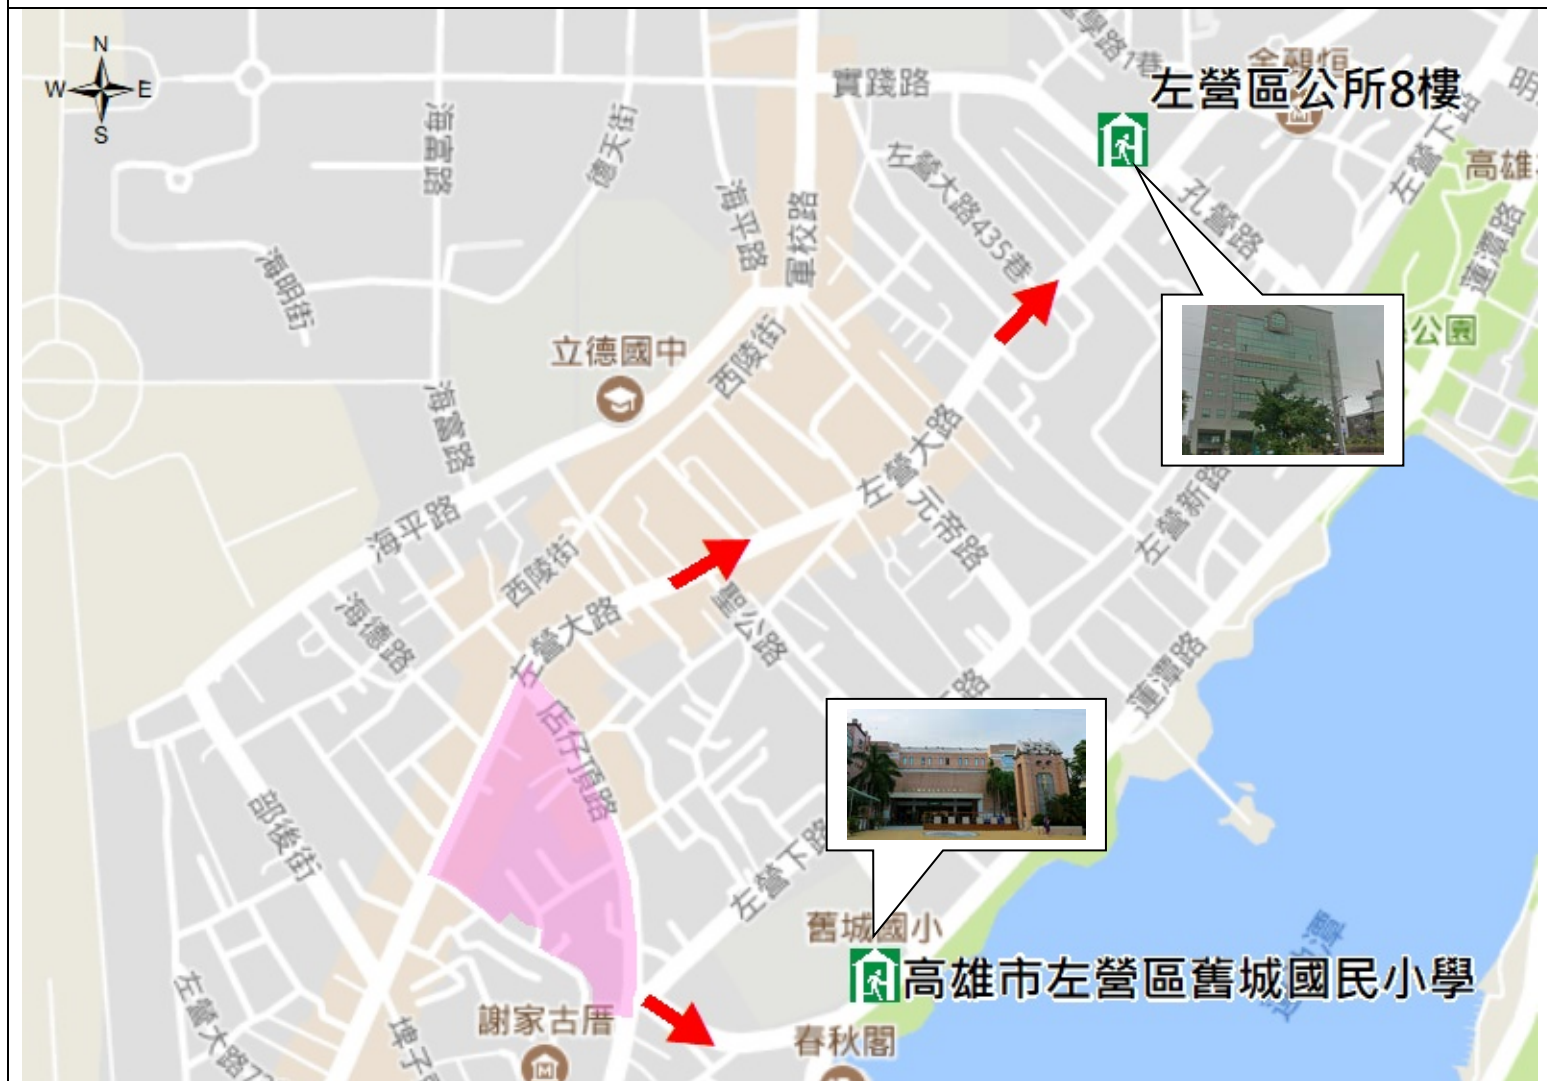 N
W
E
S
左營區公所8樓
實踐路
海富路
德天街
左營大路435巷
孔營路
左營下路
蓮潭路
海平路
軍校路
海明街
立德國中
西陵街
公園
海富路
左營大路
元帝路
左營新路
海平路
西陵街
海德路
聖公路
左營大路
店仔頂路
蓮潭路
部後街
左營下路
舊城國小
高雄市左營區舊城國民小學
謝家古厝
春秋閣